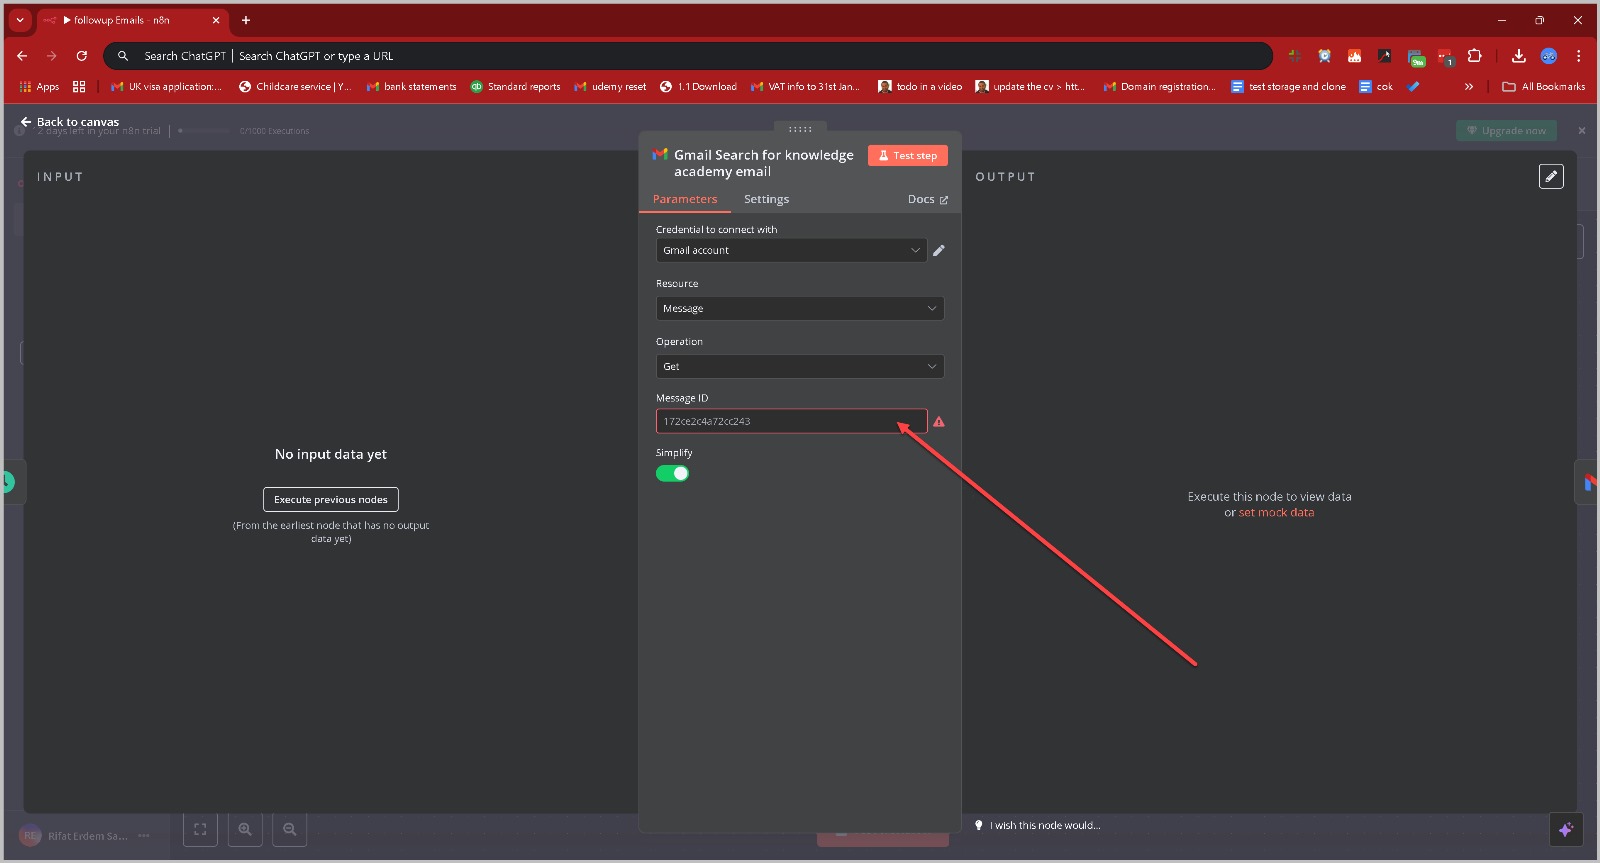 followup Emails - n8n
Search ChatGPT | Search ChatGPT or type a URL
9m
1
Apps
UK visa application:...
Childcare service | Y...
bank statements
Standard reports
udemy reset
1.1 Download
VAT info to 31st Jan...
todo in a video
update the cv > htt...
Domain registration...
test storage and clone
cok
All Bookmarks
Back to canvas
2 days left in your n8n trial
0/1000 Executions
Upgrade now
INPUT
Gmail Search for knowledge
academy email
Test step
OUTPUT
Parameters
Settings
Docs
Credential to connect with
Gmail account
Resource
Message
Operation
Get
Message ID
172ce2c4a72cc243
Simplify
No input data yet
Execute previous nodes
(From the earliest node that has no output
data yet)
Execute this node to view data
or set mock data
RE
Rifat Erdem Sa...
I wish this node would...